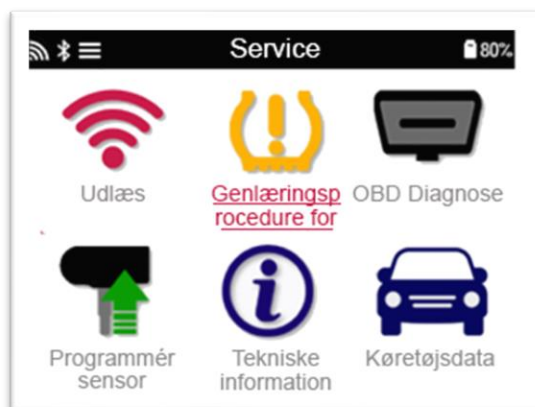 Service
80%
Udlæs
Genlæringsp
rocedure for
OBD Diagnose
Programmér
sensor
Tekniske
information
Køretøjsdata